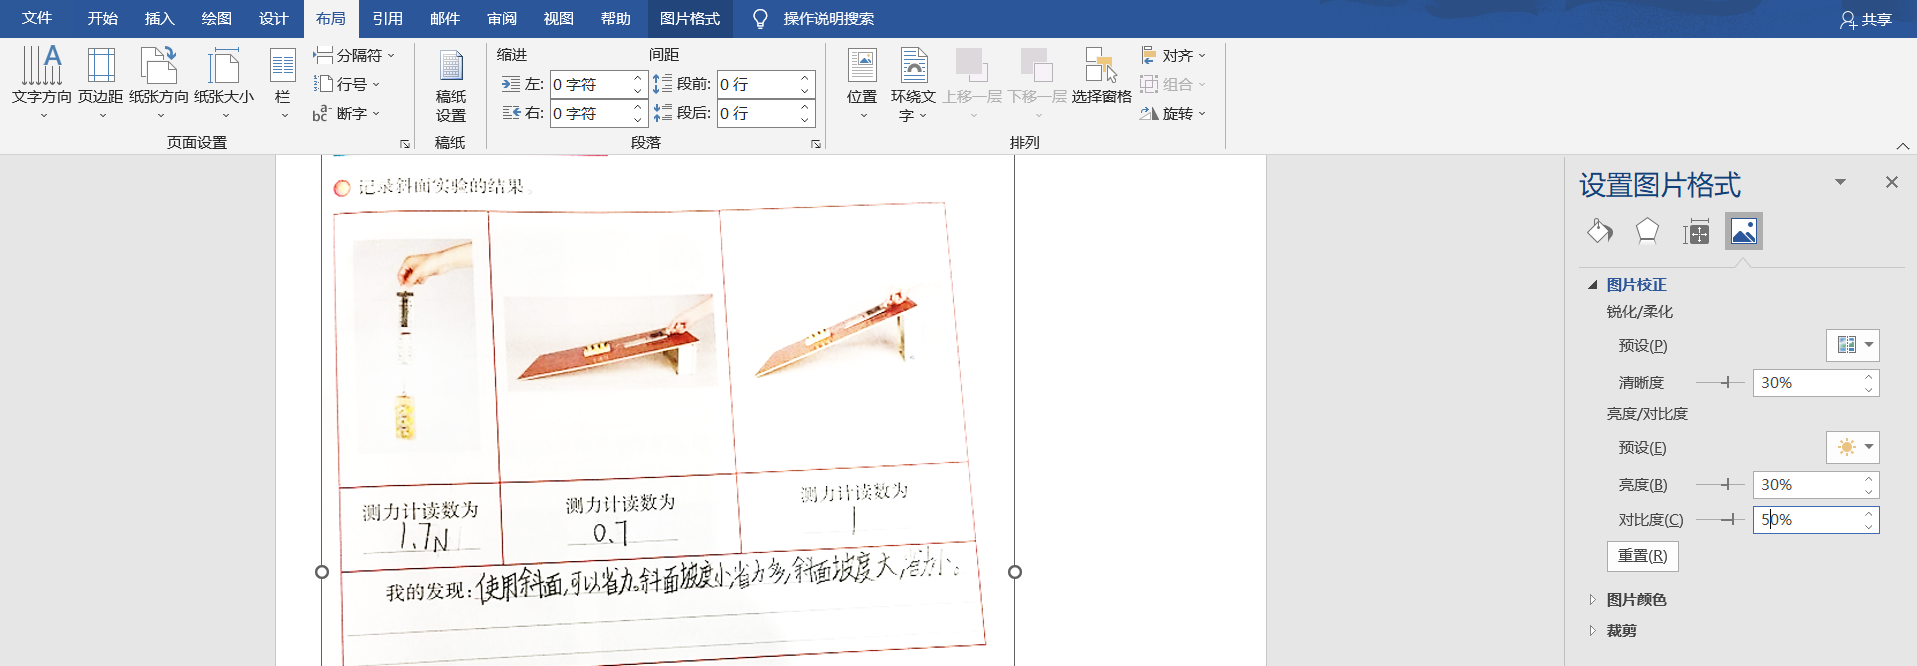 文件 开始 插入 绘图 设计 布局 引用 邮件 审阅 视图 帮助 图片格式 操作说明搜索 共享
文字方向 页边距 纸张方向 纸张大小 栏 分隔符 行号 断字
页面设置
稿纸设置
稿纸
缩进 间距
左: 0 字符 段前: 0 行
右: 0 字符 段后: 0 行
段落
位置 环绕文字 上移一层 下移一层 选择窗格 对齐 组合 旋转
排列
记录斜面实验的结果。
测力计读数为 测力计读数为 测力计读数为
1.7N 0.7 1
我的发现：使用斜面,可以省力。斜面坡度小,省力多,斜面坡度大,省力小。
设置图片格式
图片校正
锐化/柔化
预设(P)
清晰度 30%
亮度/对比度
预设(E)
亮度(B) 30%
对比度(C) 50%
重置(R)
图片颜色
裁剪